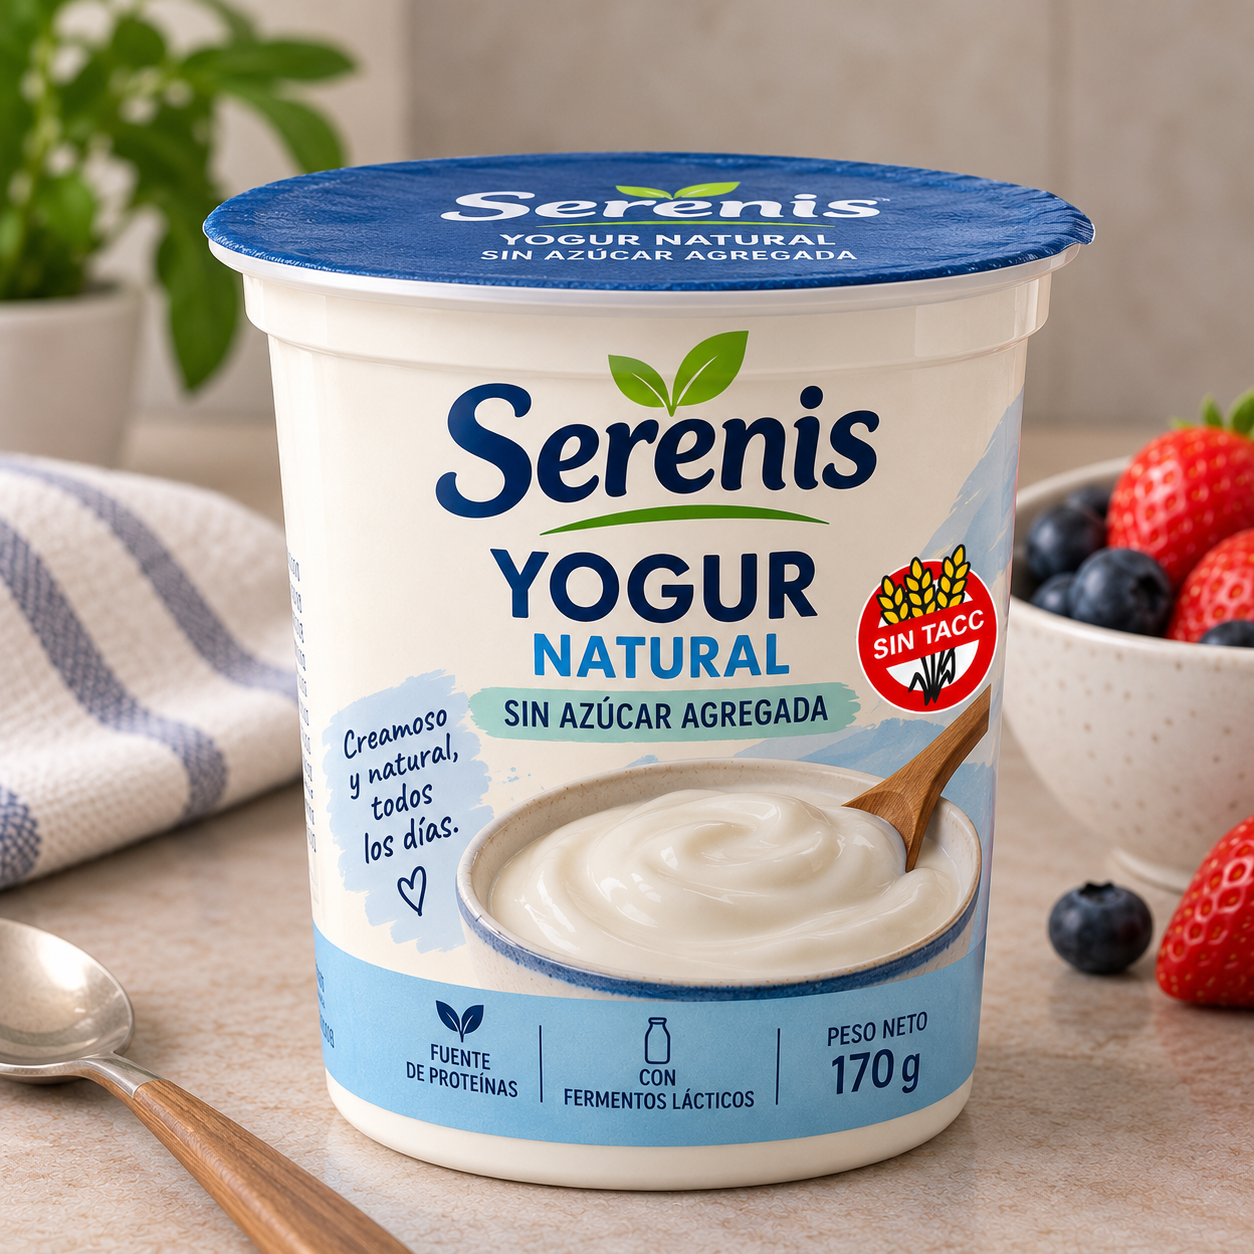 Serenis
YOGUR NATURAL
SIN AZÚCAR AGREGADA
Serenis
YOGUR
NATURAL
SIN AZÚCAR AGREGADA
SIN TACC
Creamoso
y natural,
todos
los días.
FUENTE
DE PROTEÍNAS
CON
FERMENTOS LÁCTICOS
PESO NETO
170 g